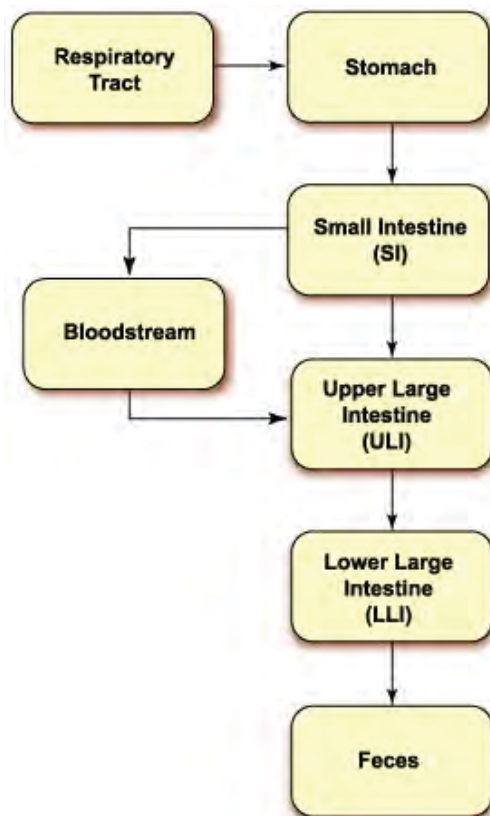 Respiratory
Tract
Stomach
Small Intestine
(SI)
Bloodstream
Upper Large
Intestine
(ULI)
Lower Large
Intestine
(LLI)
Feces